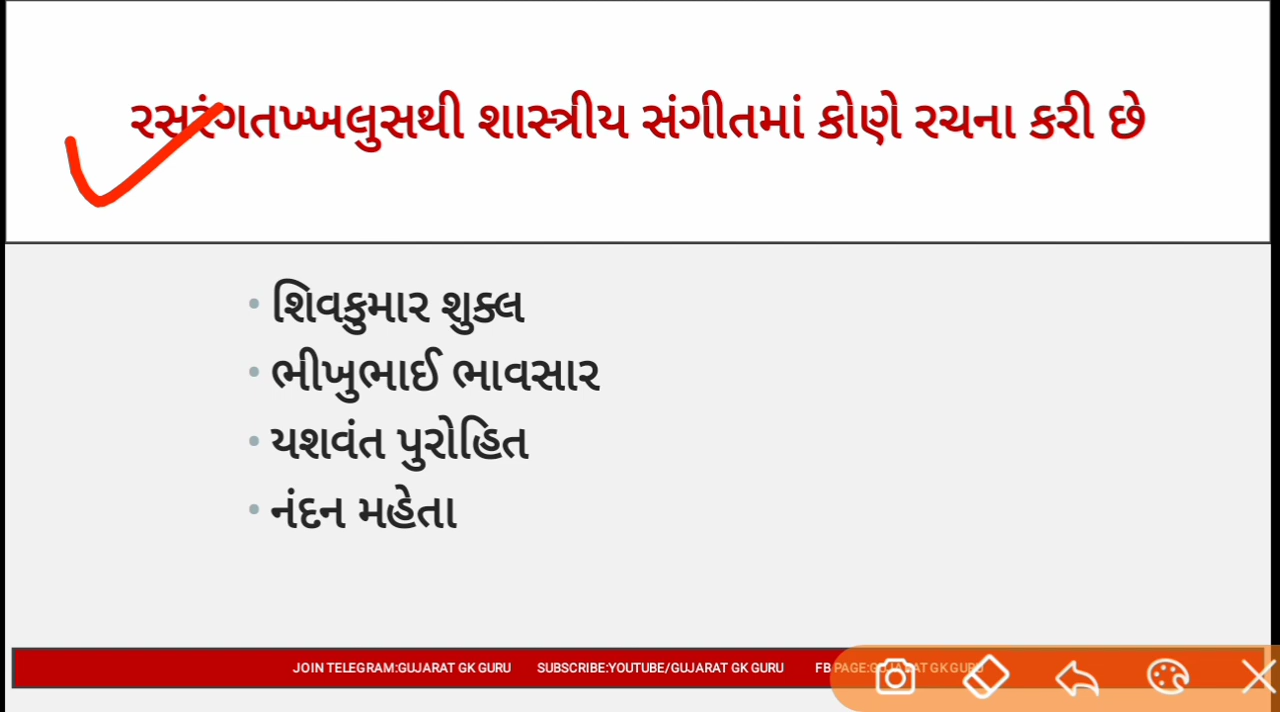 રસરંગતખ્ખલુસથી શાસ્ત્રીય સંગીતમાં કોણે રચના કરી છે
• શિવકુમાર શુક્લ
• ભીખુભાઈ ભાવસાર
• યશવંત પુરોહિત
• નંદન મહેતા
JOIN TELEGRAM:GUJARAT GK GURU SUBSCRIBE:YOUTUBE/GUJARAT GK GURU FB PAGE:GUJARAT GK GURU